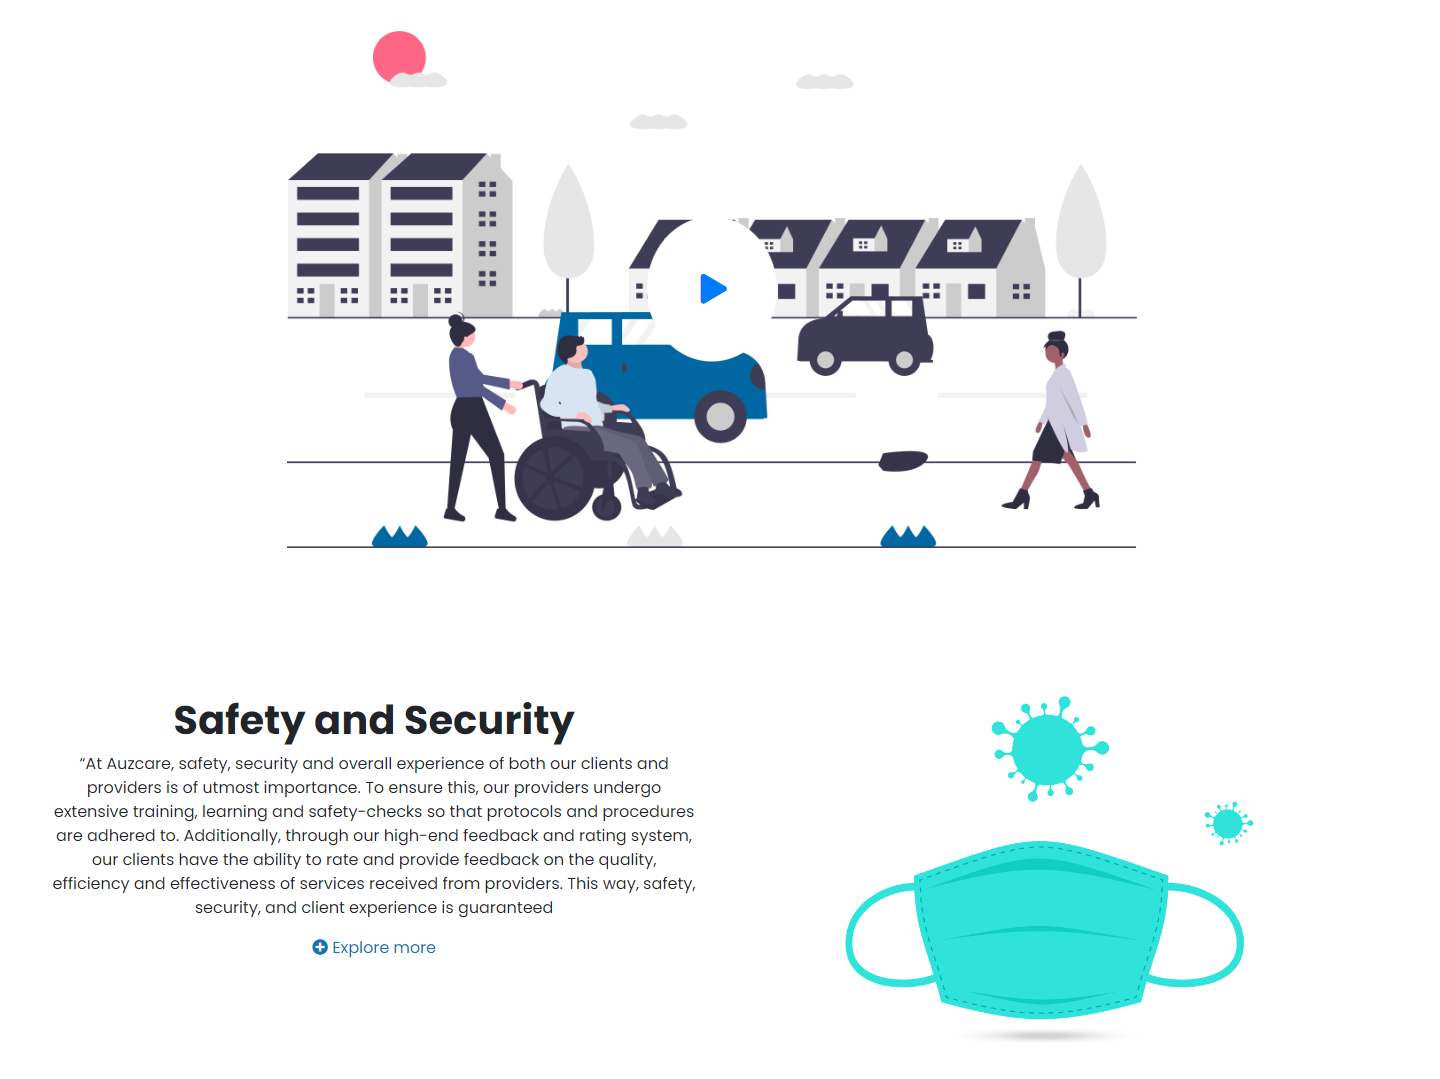 Safety and Security
“At Auzcare, safety, security and overall experience of both our clients and
providers is of utmost importance. To ensure this, our providers undergo
extensive training, learning and safety-checks so that protocols and procedures
are adhered to. Additionally, through our high-end feedback and rating system,
our clients have the ability to rate and provide feedback on the quality,
efficiency and effectiveness of services received from providers. This way, safety,
security, and client experience is guaranteed
Explore more